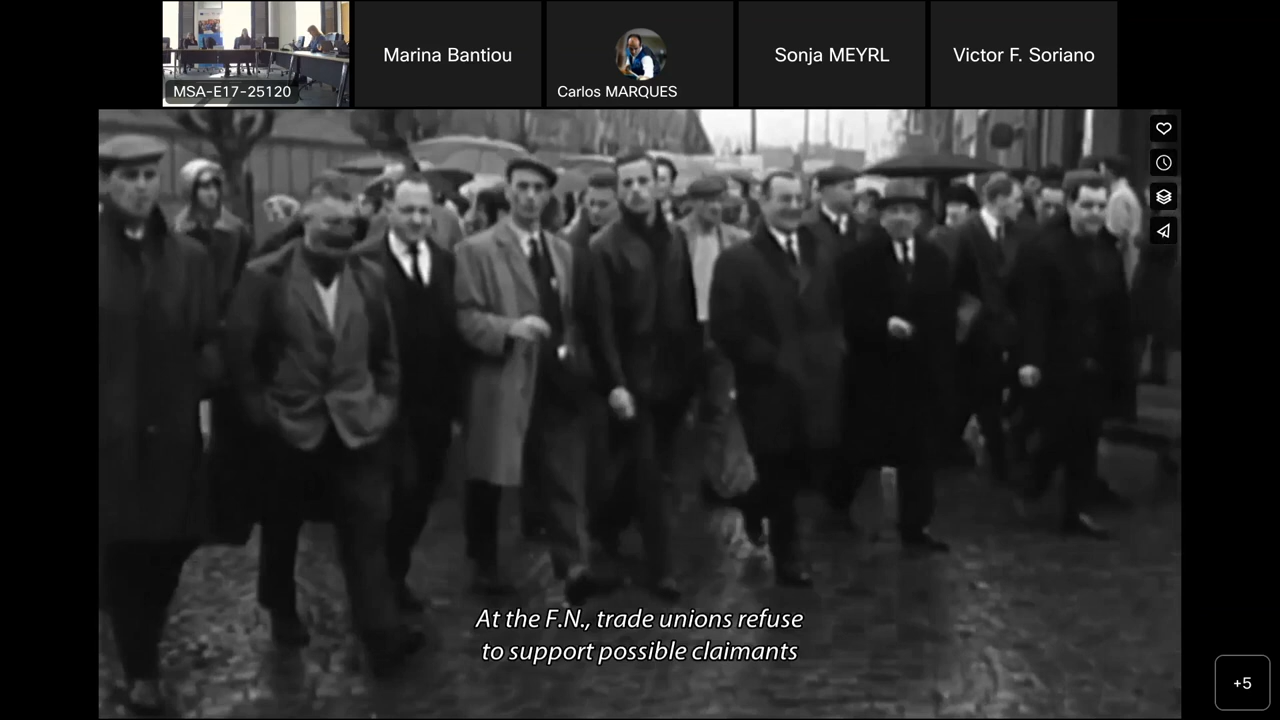 Marina Bantiou
Sonja MEYRL
Victor F. Soriano
MSA-E17-25120
Carlos MARQUES
At the F.N., trade unions refuse
to support possible claimants
+5